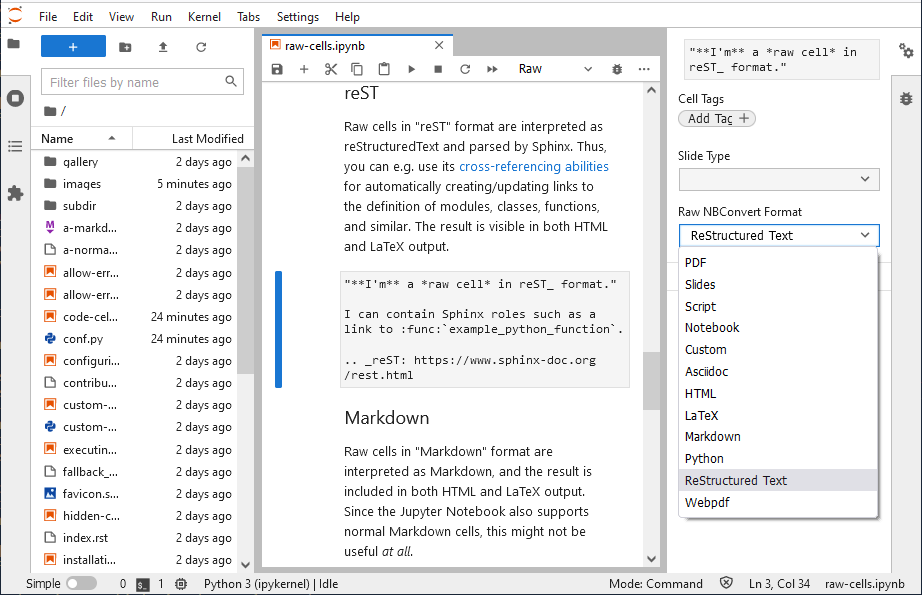 File Edit View Run Kernel Tabs Settings Help
Filter files by name
/
Name Last Modified
gallery 2 days ago
images 5 minutes ago
subdir 2 days ago
a-markd... 2 days ago
a-norma... 2 days ago
allow-err... 2 days ago
allow-err... 2 days ago
code-cel... 24 minutes ago
conf.py 24 minutes ago
configuri... 2 days ago
contribu... 2 days ago
custom-... 2 days ago
custom-... 2 days ago
executin... 2 days ago
fallback_... 2 days ago
favicon.s... 2 days ago
hidden-c... 2 days ago
index.rst 2 days ago
installati... 2 days ago
raw-cells.ipynb
Raw
reST
Raw cells in "reST" format are interpreted as
reStructuredText and parsed by Sphinx. Thus,
you can e.g. use its cross-referencing abilities
for automatically creating/updating links to
the definition of modules, classes, functions,
and similar. The result is visible in both HTML
and LaTeX output.
"**I'm** a *raw cell* in reST_ format."
I can contain Sphinx roles such as a
link to :func:`example_python_function`.
.. _reST: https://www.sphinx-doc.org
/rest.html
Markdown
Raw cells in "Markdown" format are
interpreted as Markdown, and the result is
included in both HTML and LaTeX output.
Since the Jupyter Notebook also supports
normal Markdown cells, this might not be
useful at all.
"**I'm** a *raw cell* in
reST_ format."
Cell Tags
Add Tag
Slide Type
Raw NBConvert Format
ReStructured Text
PDF
Slides
Script
Notebook
Custom
Asciidoc
HTML
LaTeX
Markdown
Python
ReStructured Text
Webpdf
Simple 0 $_ 1 Python 3 (ipykernel) | Idle Mode: Command Ln 3, Col 34 raw-cells.ipynb